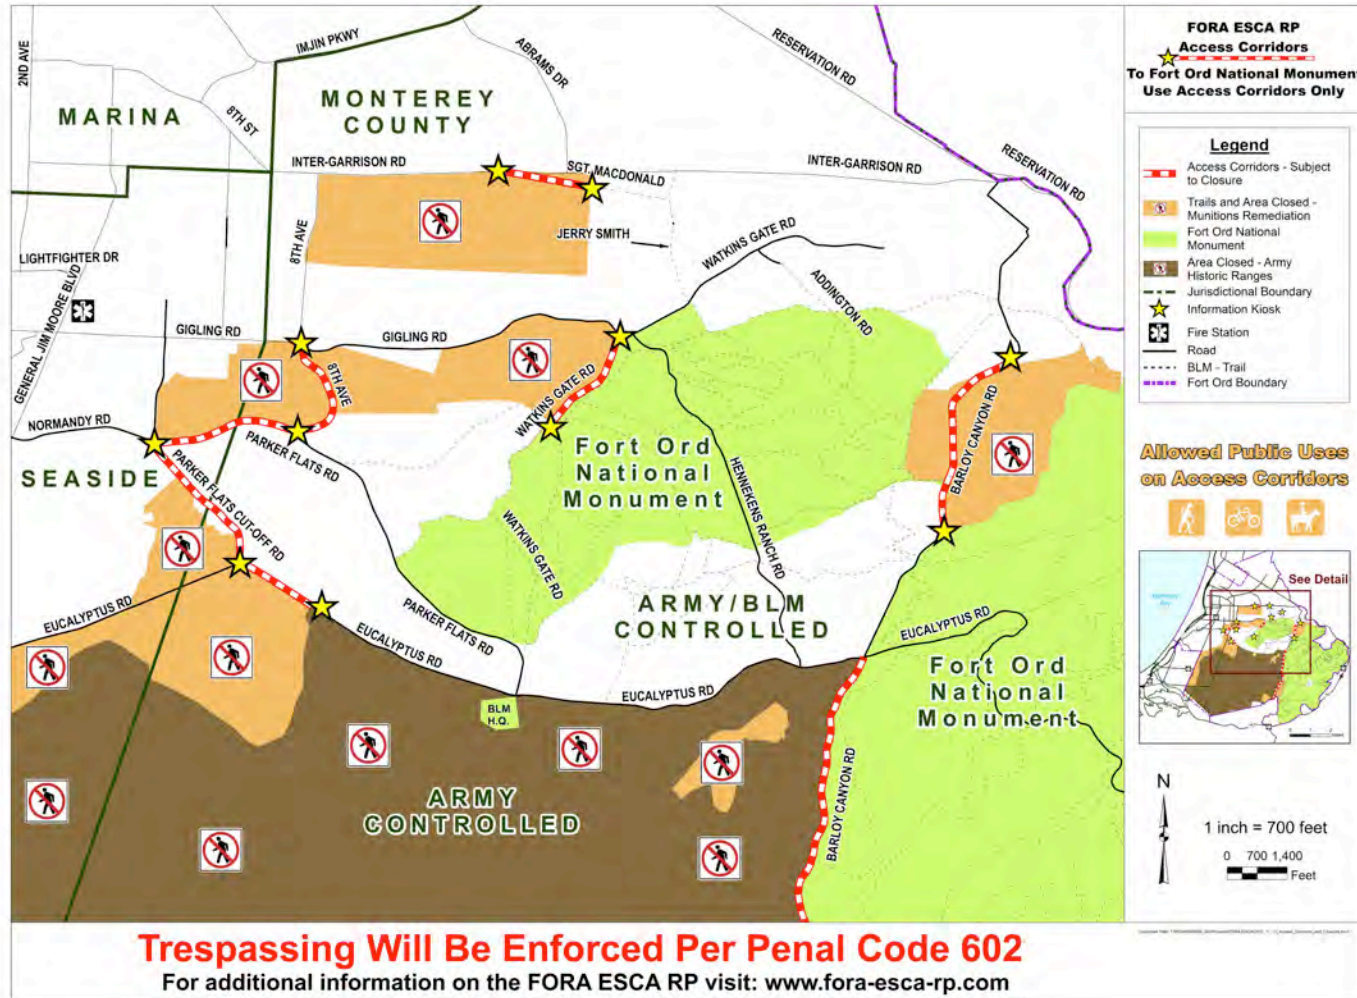 FORA ESCA RP
Access Corridors
To Fort Ord National Monument
Use Access Corridors Only
Legend
Access Corridors - Subject
to Closure
Trails and Area Closed -
Munitions Remediation
Fort Ord National
Monument
Area Closed - Army
Historic Ranges
Jurisdictional Boundary
Information Kiosk
Fire Station
Road
BLM - Trail
Fort Ord Boundary
Allowed Public Uses
on Access Corridors
See Detail
N
1 inch = 700 feet
0 700 1,400
Feet
2ND AVE
IMJIN PKWY
ABRAMS DR
RESERVATION RD
MARINA
8TH ST
MONTEREY
COUNTY
INTER-GARRISON RD
SGT. MACDONALD
INTER-GARRISON RD
RESERVATION RD
8TH AVE
JERRY SMITH
WATKINS GATE RD
LIGHTFIGHTER DR
GENERAL JIM MOORE BLVD
ADDINGTON RD
GIGLING RD
GIGLING RD
8TH AVE
WATKINS GATE RD
NORMANDY RD
PARKER FLATS RD
Fort Ord
National
Monument
BARLOY CANYON RD
SEASIDE
PARKER FLATS CUT-OFF RD
HENNEKENS RANCH RD
WATKINS GATE RD
EUCALYPTUS RD
PARKER FLATS RD
ARMY/BLM
CONTROLLED
EUCALYPTUS RD
EUCALYPTUS RD
Fort Ord
National
Monument
EUCALYPTUS RD
BLM
H.Q.
BARLOY CANYON RD
ARMY
CONTROLLED
Trespassing Will Be Enforced Per Penal Code 602
For additional information on the FORA ESCA RP visit: www.fora-esca-rp.com